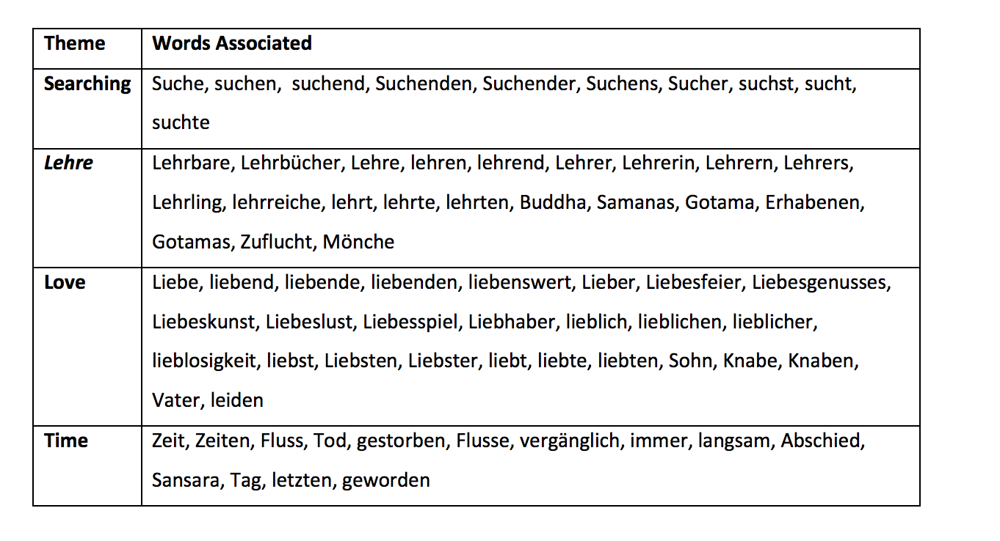 Theme Words Associated
Searching Suche, suchen,  suchend, Suchenden, Suchender, Suchens, Sucher, suchst, sucht,
suchte
Lehre Lehrbare, Lehrbücher, Lehre, lehren, lehrend, Lehrer, Lehrerin, Lehrern, Lehrers,
Lehrling, lehrreiche, lehrt, lehrte, lehrten, Buddha, Samanas, Gotama, Erhabenen,
Gotamas, Zuflucht, Mönche
Love Liebe, liebend, liebende, liebenden, liebenswert, Lieber, Liebesfeier, Liebesgenusses,
Liebeskunst, Liebeslust, Liebesspiel, Liebhaber, lieblich, lieblichen, lieblicher,
lieblosigkeit, liebst, Liebsten, Liebster, liebt, liebte, liebten, Sohn, Knabe, Knaben,
Vater, leiden
Time Zeit, Zeiten, Fluss, Tod, gestorben, Flusse, vergänglich, immer, langsam, Abschied,
Sansara, Tag, letzten, geworden